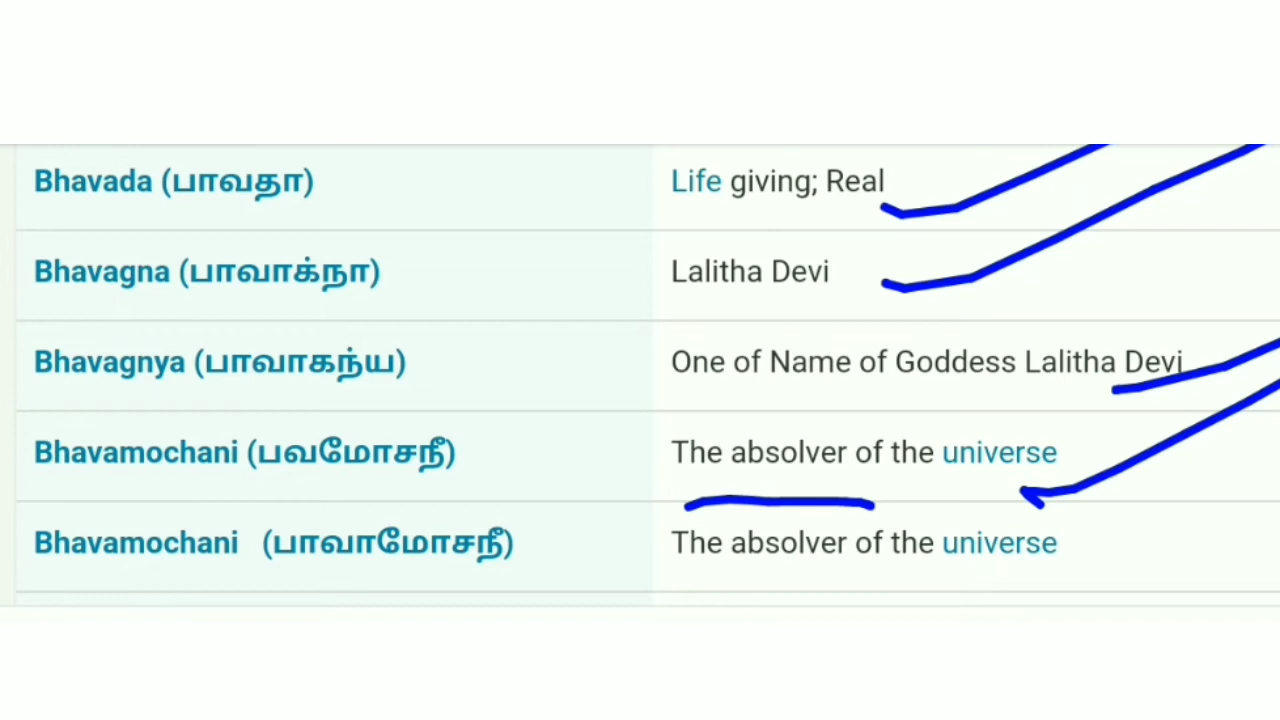 Bhavada (பாவதா) Life giving; Real
Bhavagna (பாவாக்நா) Lalitha Devi
Bhavagnya (பாவாகந்ய) One of Name of Goddess Lalitha Devi
Bhavamochani (பவமோசநீ) The absolver of the universe
Bhavamochani (பாவாமோசநீ) The absolver of the universe